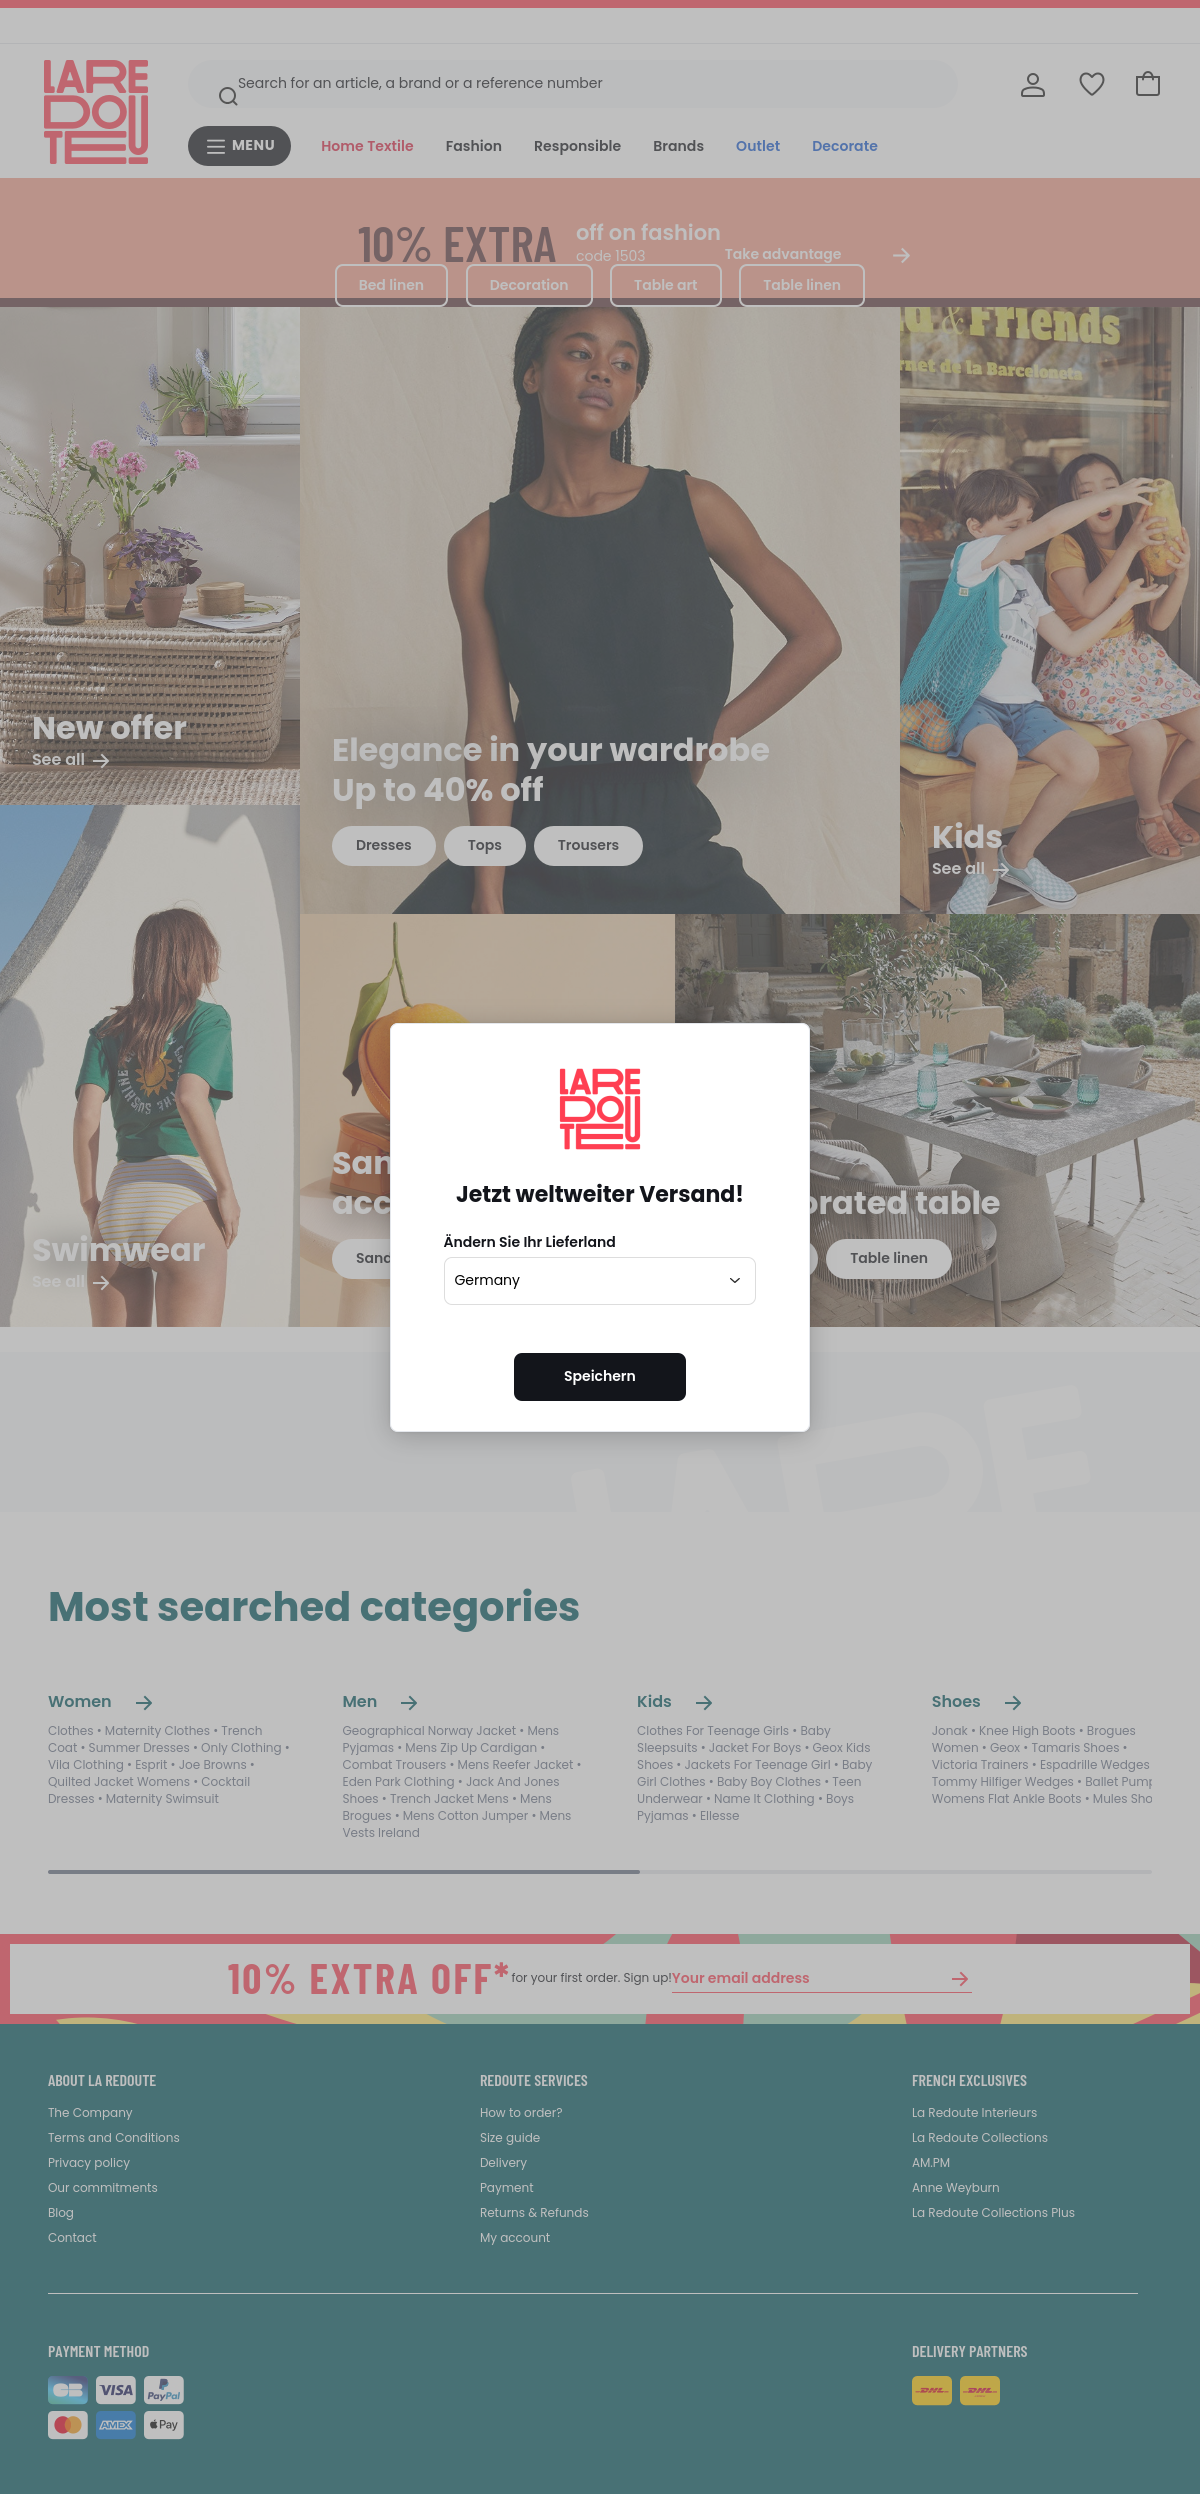 LA RE
DOU
TE!
Search for an article, a brand or a reference number
MENU
Home Textile
Fashion
Responsible
Brands
Outlet
Decorate
10% EXTRA
off on fashion
code 1503
Take advantage
Bed linen
Decoration
Table art
Table linen
& Friends
rnet de la Barceloneta
New offer
See all
Elegance in your wardrobe
Up to 40% off
Dresses
Tops
Trousers
Kids
See all
Swimwear
See all
Table linen
LA RE
DOU
TE!
Jetzt weltweiter Versand!
Ändern Sie Ihr Lieferland
Germany
Speichern
Most searched categories
Women
Clothes • Maternity Clothes • Trench
Coat • Summer Dresses • Only Clothing •
Vila Clothing • Esprit • Joe Browns •
Quilted Jacket Womens • Cocktail
Dresses • Maternity Swimsuit
Men
Geographical Norway Jacket • Mens
Pyjamas • Mens Zip Up Cardigan •
Combat Trousers • Mens Reefer Jacket •
Eden Park Clothing • Jack And Jones
Shoes • Trench Jacket Mens • Mens
Brogues • Mens Cotton Jumper • Mens
Vests Ireland
Kids
Clothes For Teenage Girls • Baby
Sleepsuits • Jacket For Boys • Geox Kids
Shoes • Jackets For Teenage Girl • Baby
Girl Clothes • Baby Boy Clothes • Teen
Underwear • Name It Clothing • Boys
Pyjamas • Ellesse
Shoes
Jonak • Knee High Boots • Brogues
Women • Geox • Tamaris Shoes •
Victoria Trainers • Espadrille Wedges
Tommy Hilfiger Wedges • Ballet Pump
Womens Flat Ankle Boots • Mules Sho
10% EXTRA OFF*
for your first order. Sign up!
Your email address
ABOUT LA REDOUTE
The Company
Terms and Conditions
Privacy policy
Our commitments
Blog
Contact
REDOUTE SERVICES
How to order?
Size guide
Delivery
Payment
Returns & Refunds
My account
FRENCH EXCLUSIVES
La Redoute Interieurs
La Redoute Collections
AM.PM
Anne Weyburn
La Redoute Collections Plus
PAYMENT METHOD
CB
VISA
PayPal
AMEX
Pay
DELIVERY PARTNERS
DHL
DHL